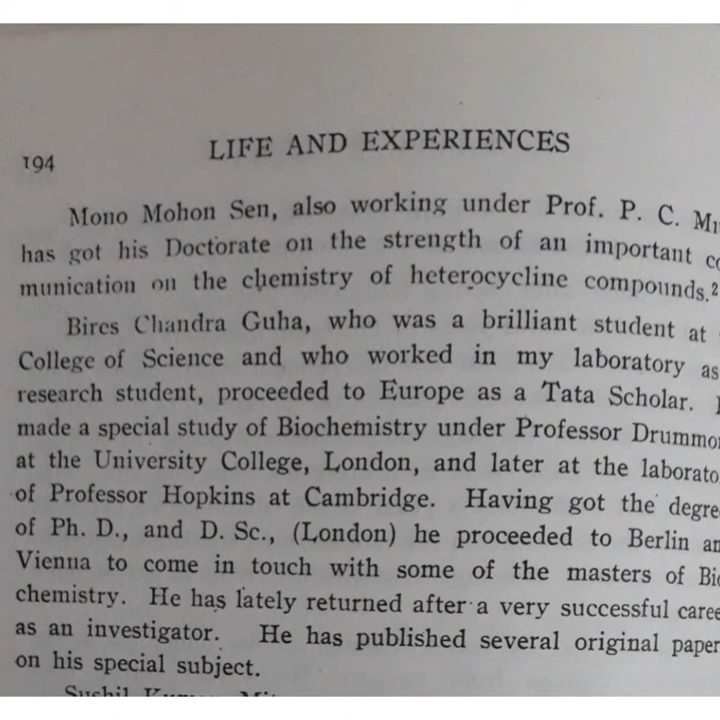 194
LIFE AND EXPERIENCES
Mono Mohon Sen, also working under Prof. P. C.
has got his Doctorate on the strength of an important
munication on the chemistry of heterocycline compounds.²
Bires Chandra Guha, who was a brilliant student at
College of Science and who worked in my laboratory as
research student, proceeded to Europe as a Tata Scholar.
made a special study of Biochemistry under Professor
at the University College, London, and later at the
of Professor Hopkins at Cambridge. Having got the
of Ph. D., and D. Sc., (London) he proceeded to Berlin
Vienna to come in touch with some of the masters of
chemistry. He has lately returned after a very successful
as an investigator. He has published several original
on his special subject.